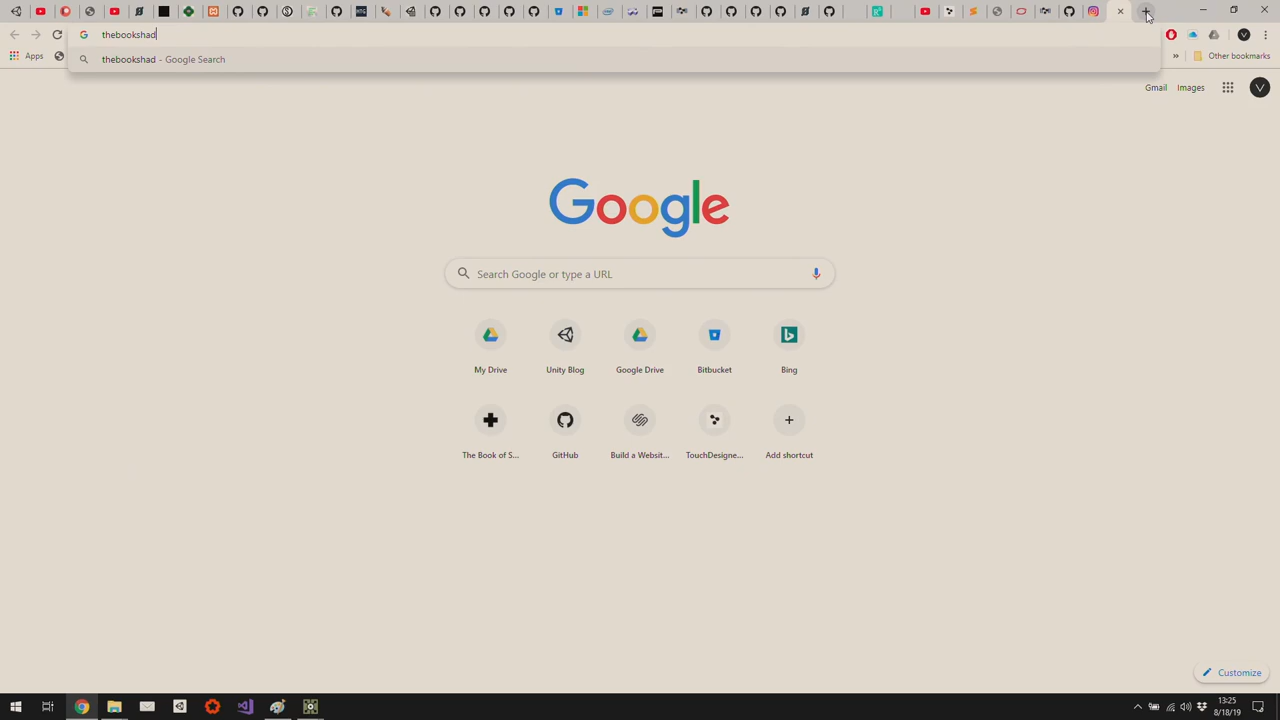 thebookshad
Apps
thebookshad - Google Search
»
Other bookmarks
V
Gmail
Images
V
Google
Search Google or type a URL
My Drive
Unity Blog
Google Drive
Bitbucket
Bing
The Book of S...
GitHub
Build a Websit...
TouchDesigne...
Add shortcut
Customize
13:25
8/18/19